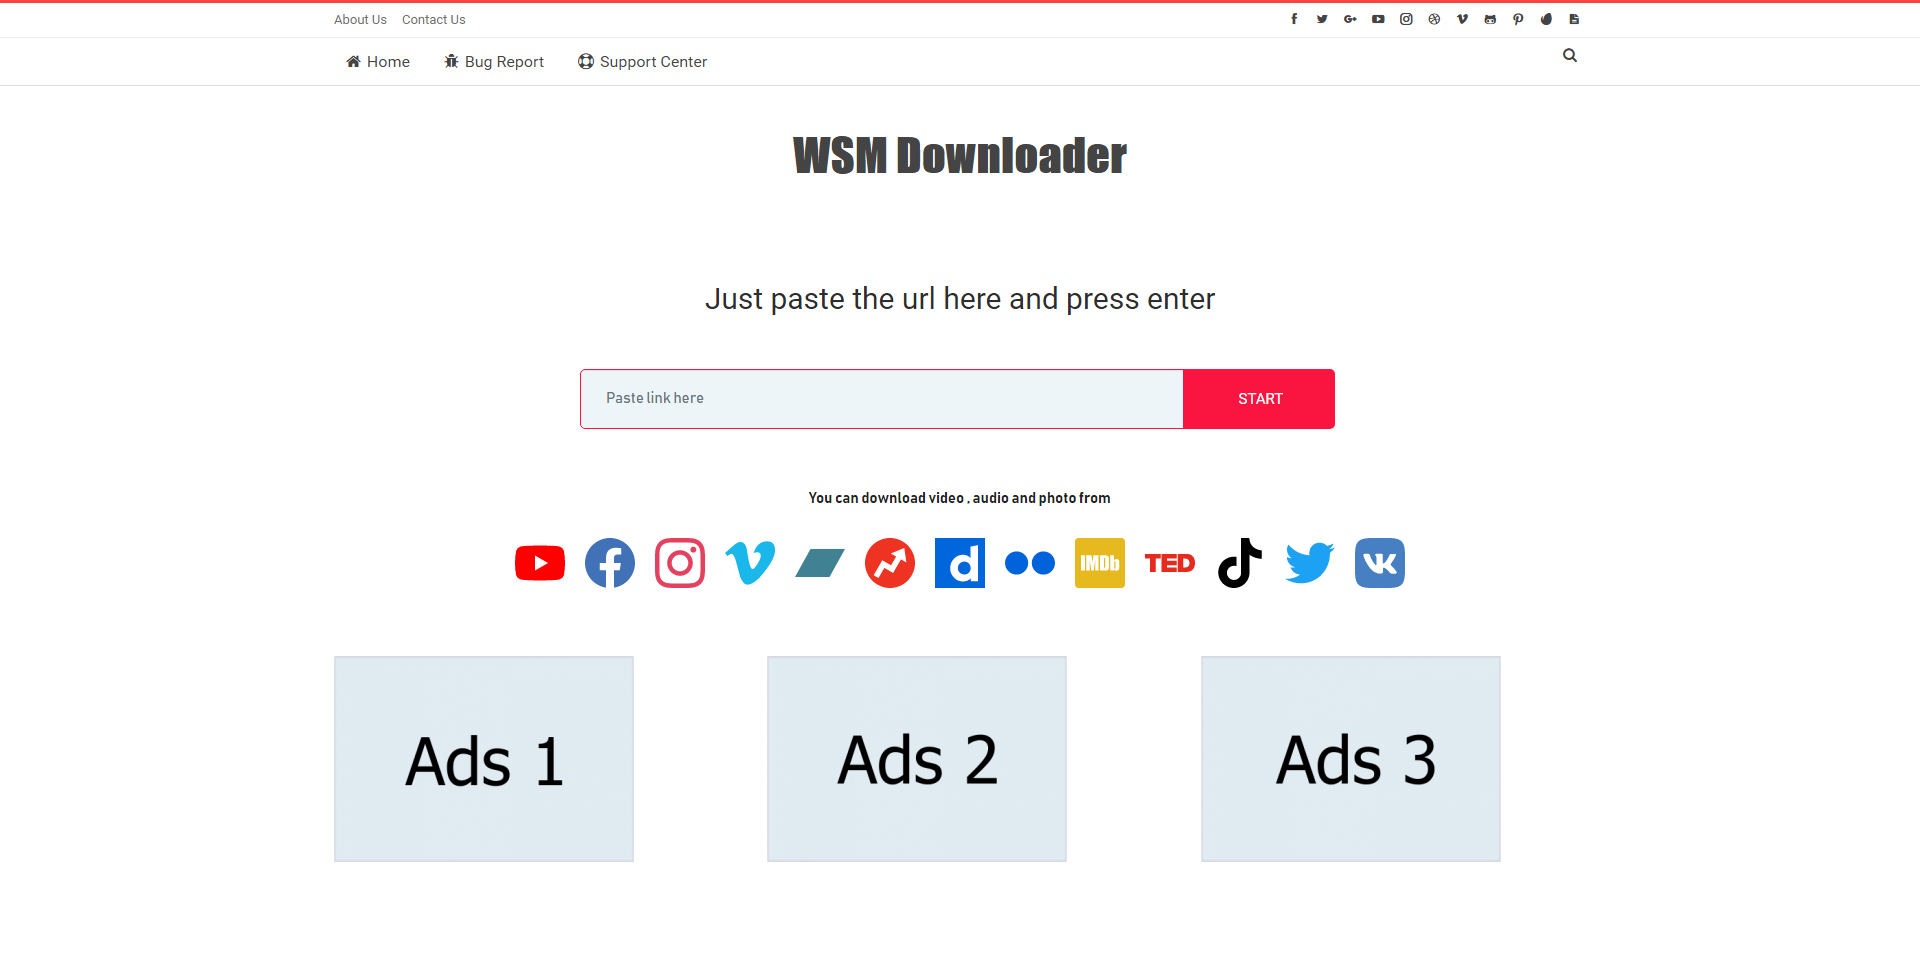 About Us Contact Us
Home Bug Report Support Center
WSM Downloader
Just paste the url here and press enter
Paste link here START
You can download video , audio and photo from
IMDb TED
Ads 1 Ads 2 Ads 3